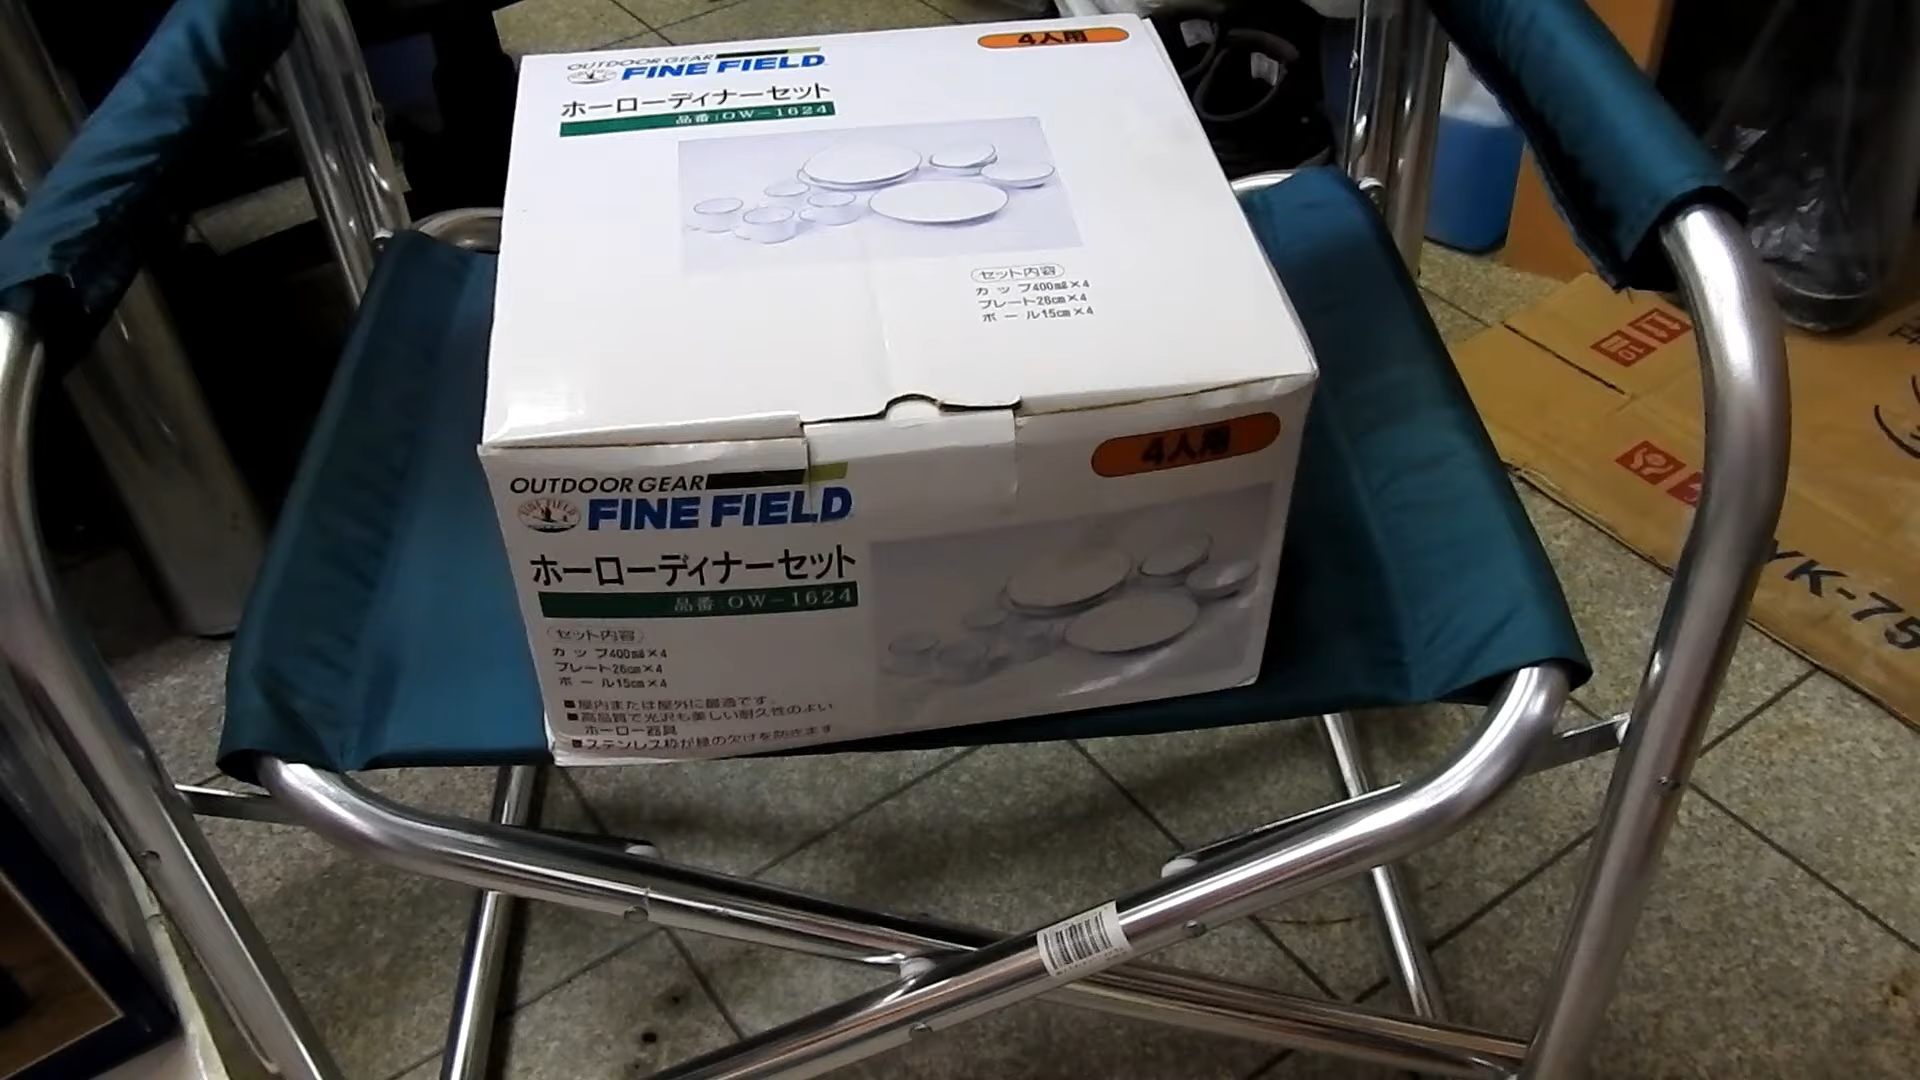 OUTDOOR GEAR
FINE FIELD
4人用
ホーローディナーセット
品番:OW-1624
セット内容
カップ400㎖×4
プレート26㎝×4
ボール15㎝×4
4人用
OUTDOOR GEAR
FINE FIELD
FINE FIELD
ホーローディナーセット
品番:OW-1624
セット内容
カップ400㎖×4
プレート26㎝×4
ボール15㎝×4
■屋内または屋外に最適です。
■高品質で光沢も美しい耐久性のよい
ホーロー器具
■ステンレス枠が縁の欠けを防ぎます
10
YK-75